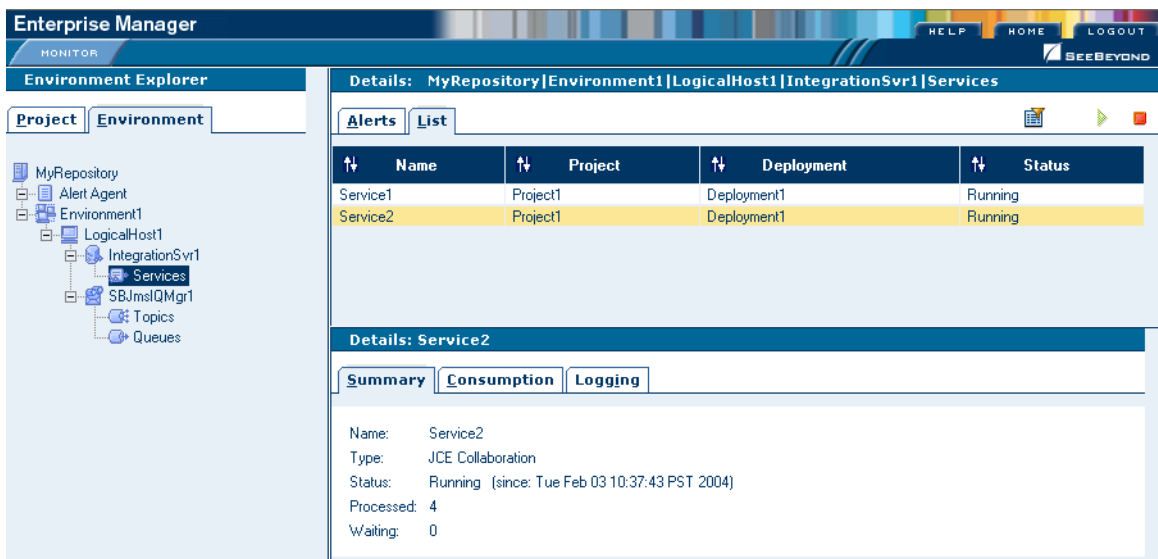 Enterprise Manager
HELP
HOME
LOGOUT
MONITOR
SEEBEYOND
Environment Explorer
Project
Environment
MyRepository
Alert Agent
Environment1
LogicalHost1
IntegrationSvr1
Services
SBJmsIQMgr1
Topics
Queues
Details: MyRepository|Environment1|LogicalHost1|IntegrationSvr1|Services
Alerts
List
Name Project Deployment Status
Service1 Project1 Deployment1 Running
Service2 Project1 Deployment1 Running
Details: Service2
Summary
Consumption
Logging
Name: Service2
Type: JCE Collaboration
Status: Running (since: Tue Feb 03 10:37:43 PST 2004)
Processed: 4
Waiting: 0